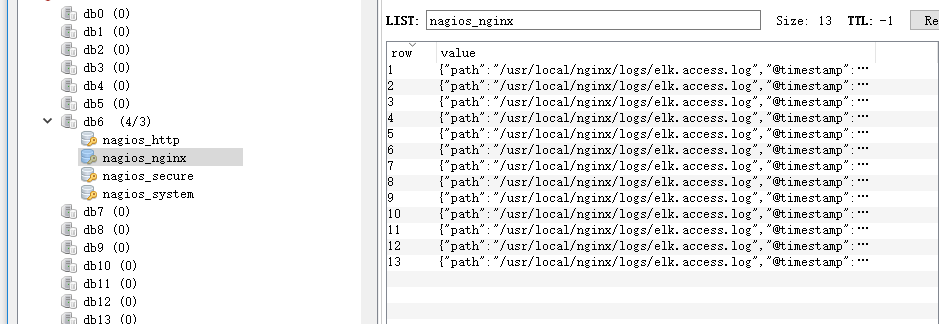 db0 (0)
db1 (0)
db2 (0)
db3 (0)
db4 (0)
db5 (0)
db6 (4/3)
nagios_http
nagios_nginx
nagios_secure
nagios_system
db7 (0)
db8 (0)
db9 (0)
db10 (0)
db11 (0)
db12 (0)
db13 (0)
LIST: nagios_nginx Size: 13 TTL: -1 Re
row value
1 {"path":"/usr/local/nginx/logs/elk.access.log","@timestamp":…
2 {"path":"/usr/local/nginx/logs/elk.access.log","@timestamp":…
3 {"path":"/usr/local/nginx/logs/elk.access.log","@timestamp":…
4 {"path":"/usr/local/nginx/logs/elk.access.log","@timestamp":…
5 {"path":"/usr/local/nginx/logs/elk.access.log","@timestamp":…
6 {"path":"/usr/local/nginx/logs/elk.access.log","@timestamp":…
7 {"path":"/usr/local/nginx/logs/elk.access.log","@timestamp":…
8 {"path":"/usr/local/nginx/logs/elk.access.log","@timestamp":…
9 {"path":"/usr/local/nginx/logs/elk.access.log","@timestamp":…
10 {"path":"/usr/local/nginx/logs/elk.access.log","@timestamp":…
11 {"path":"/usr/local/nginx/logs/elk.access.log","@timestamp":…
12 {"path":"/usr/local/nginx/logs/elk.access.log","@timestamp":…
13 {"path":"/usr/local/nginx/logs/elk.access.log","@timestamp":…